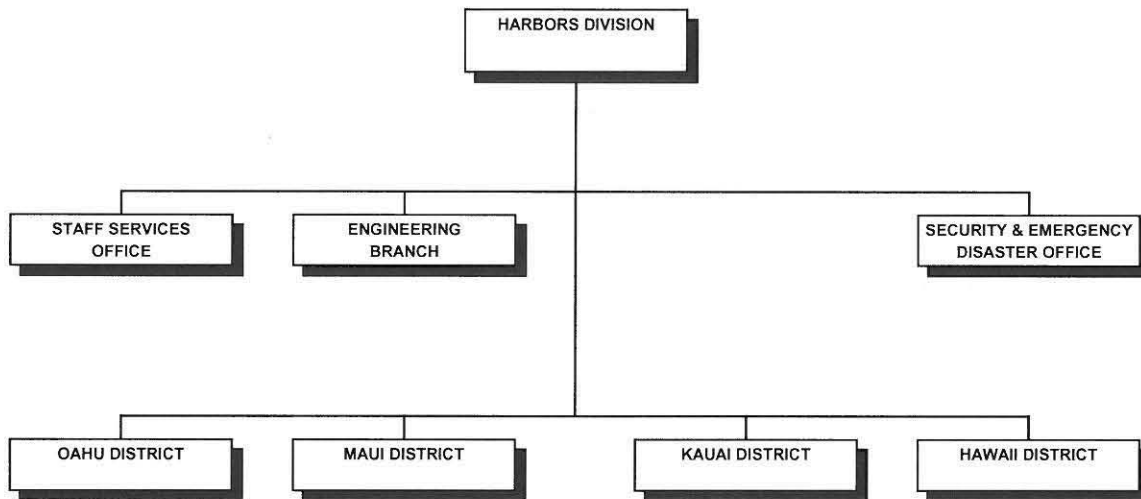 HARBORS DIVISION
STAFF SERVICES
OFFICE
ENGINEERING
BRANCH
SECURITY & EMERGENCY
DISASTER OFFICE
OAHU DISTRICT
MAUI DISTRICT
KAUAI DISTRICT
HAWAII DISTRICT